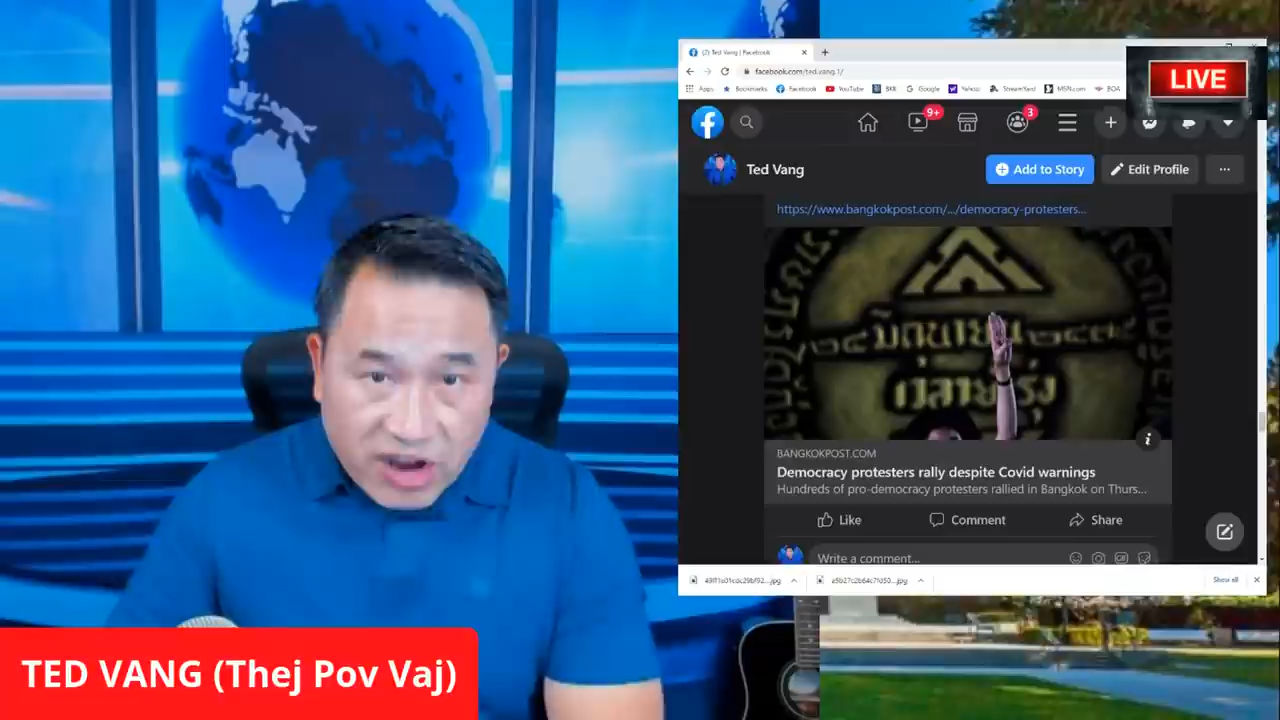 (7) Ted Vang | Facebook
facebook.com/ted.vang.1/
Apps
Bookmarks
Facebook
YouTube
BKK
Google
Yahoo
StreamYard
MSN.com
BOA
LIVE
9+
3
Ted Vang
Add to Story
Edit Profile
https://www.bangkokpost.com/.../democracy-protesters...
BANGKOKPOST.COM
Democracy protesters rally despite Covid warnings
Hundreds of pro-democracy protesters rallied in Bangkok on Thurs...
Like
Comment
Share
Write a comment...
GIF
Show all
TED VANG (Thej Pov Vaj)